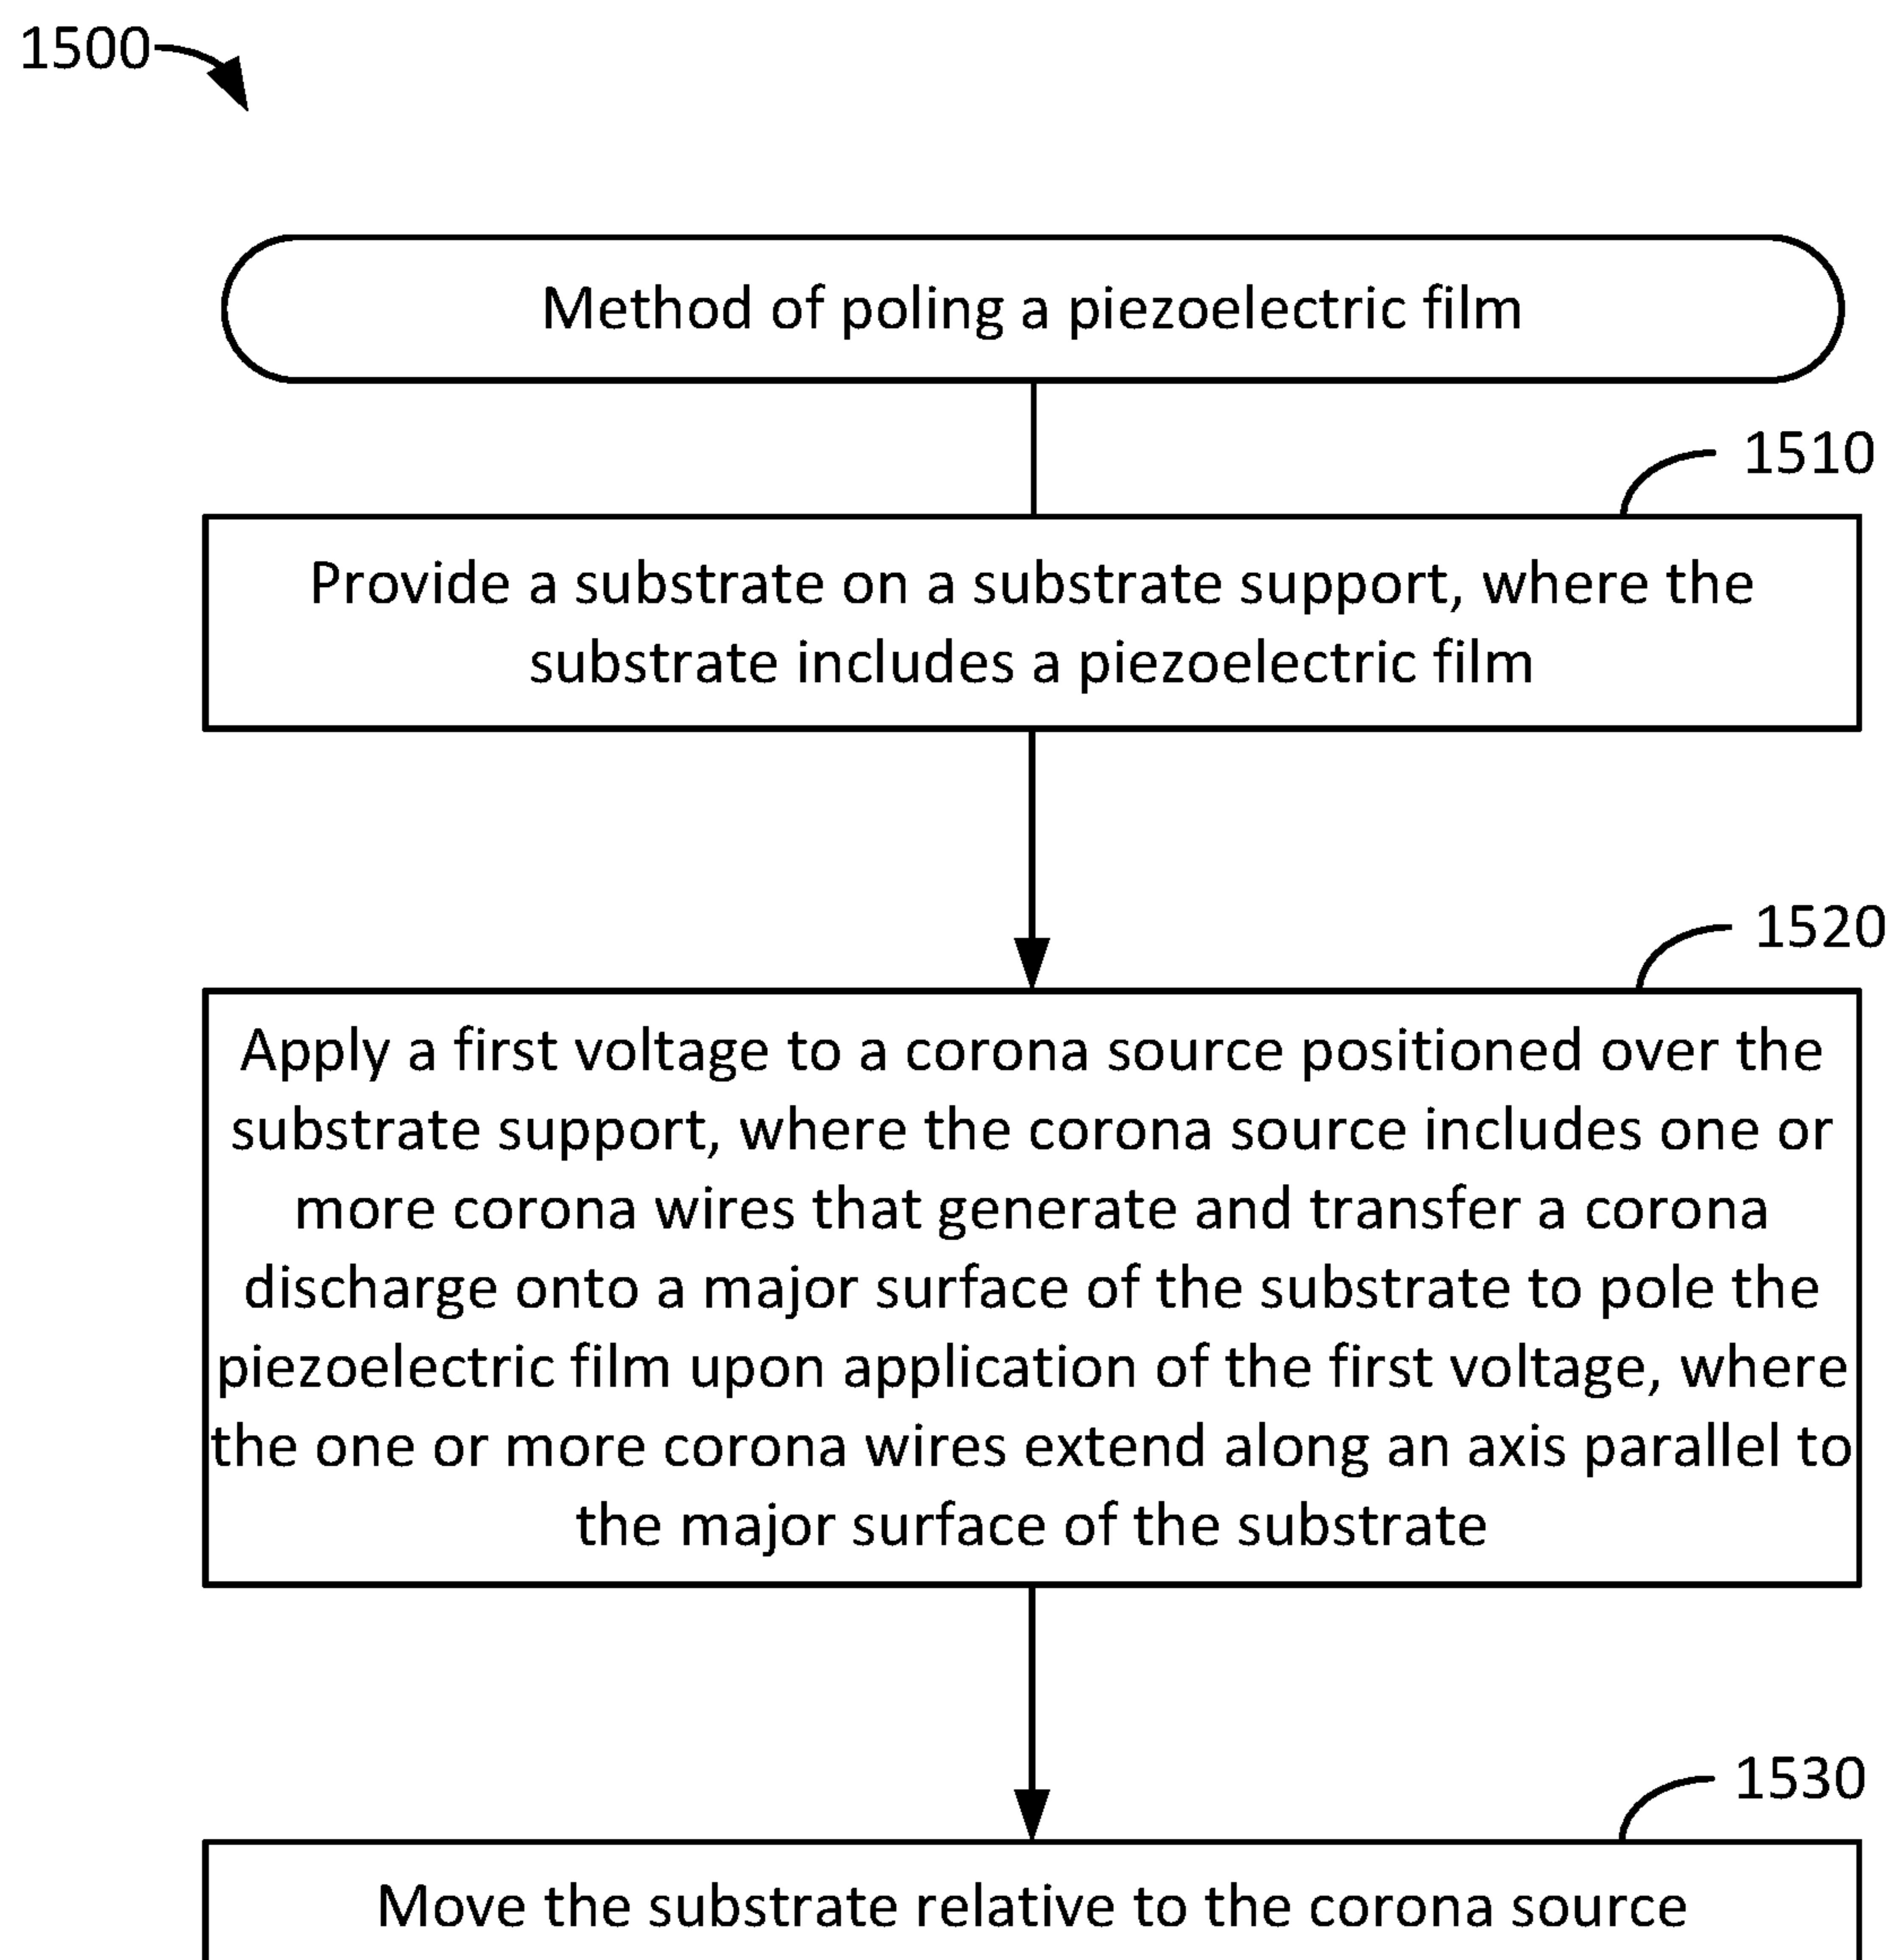 1500
Method of poling a piezoelectric film
1510
Provide a substrate on a substrate support, where the
substrate includes a piezoelectric film
1520
Apply a first voltage to a corona source positioned over the
substrate support, where the corona source includes one or
more corona wires that generate and transfer a corona
discharge onto a major surface of the substrate to pole the
piezoelectric film upon application of the first voltage, where
the one or more corona wires extend along an axis parallel to
the major surface of the substrate
1530
Move the substrate relative to the corona source